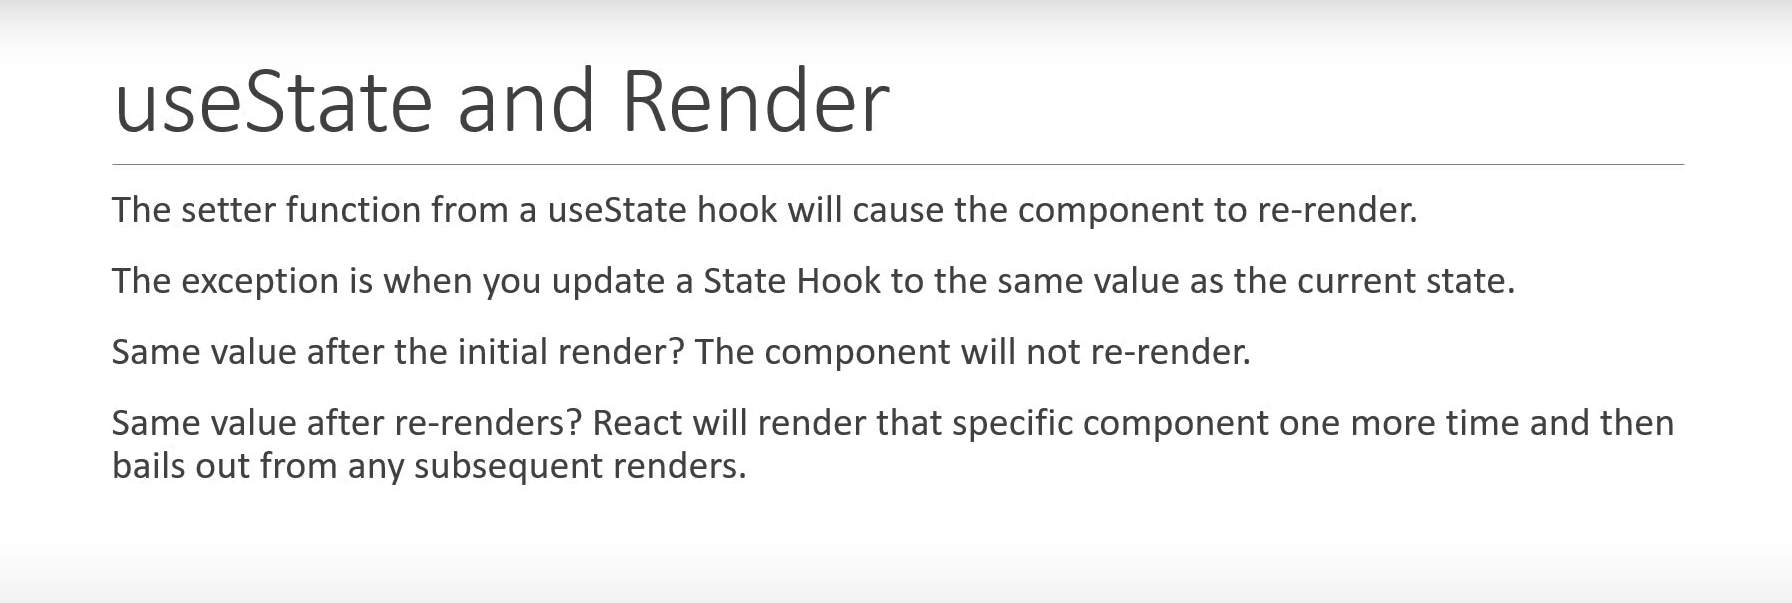 useState and Render
The setter function from a useState hook will cause the component to re-render.
The exception is when you update a State Hook to the same value as the current state.
Same value after the initial render? The component will not re-render.
Same value after re-renders? React will render that specific component one more time and then
bails out from any subsequent renders.